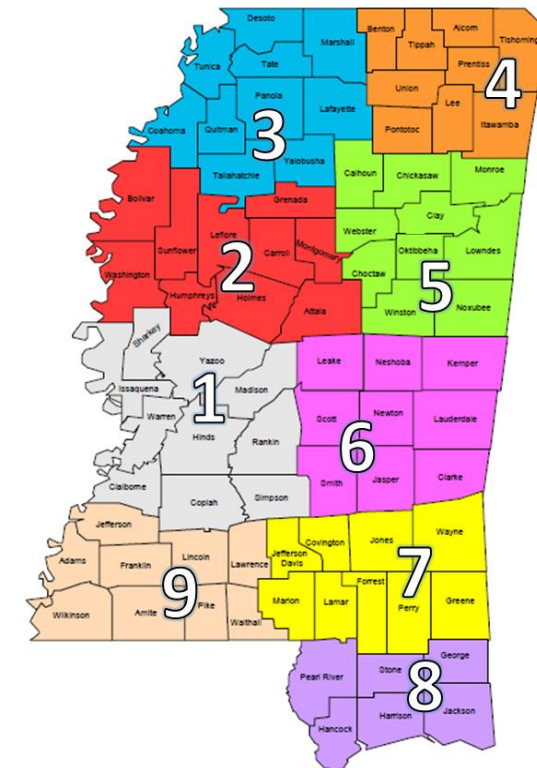 Desoto
Benton
Alcorn
Tishoming
Marshall
Tippah
Tunica
Tate
Prentiss
4
Panola
Union
Lafayette
Lee
Coahoma
Quitman
3
Pontotoc
Itawamba
Yalobusha
Tallahatchie
Calhoun
Chickasaw
Monroe
Bolivar
Grenada
Clay
Leflore
Webster
Sunflower
Carroll
Montgomery
Oktibbeha
Lowndes
Washington
2
Choctaw
5
Humphreys
Holmes
Attala
Winston
Noxubee
Sharkey
Yazoo
Leake
Neshoba
Kemper
Issaquena
Madison
1
Warren
Scott
Newton
Lauderdale
Hinds
Rankin
6
Claiborne
Smith
Jasper
Clarke
Copiah
Simpson
Jefferson
Wayne
Covington
Jones
Adams
Franklin
Lincoln
Lawrence
Jefferson
Davis
7
Forrest
9
Wilkinson
Amite
Pike
Walthall
Marion
Lamar
Perry
Greene
George
Pearl River
Stone
8
Hancock
Harrison
Jackson